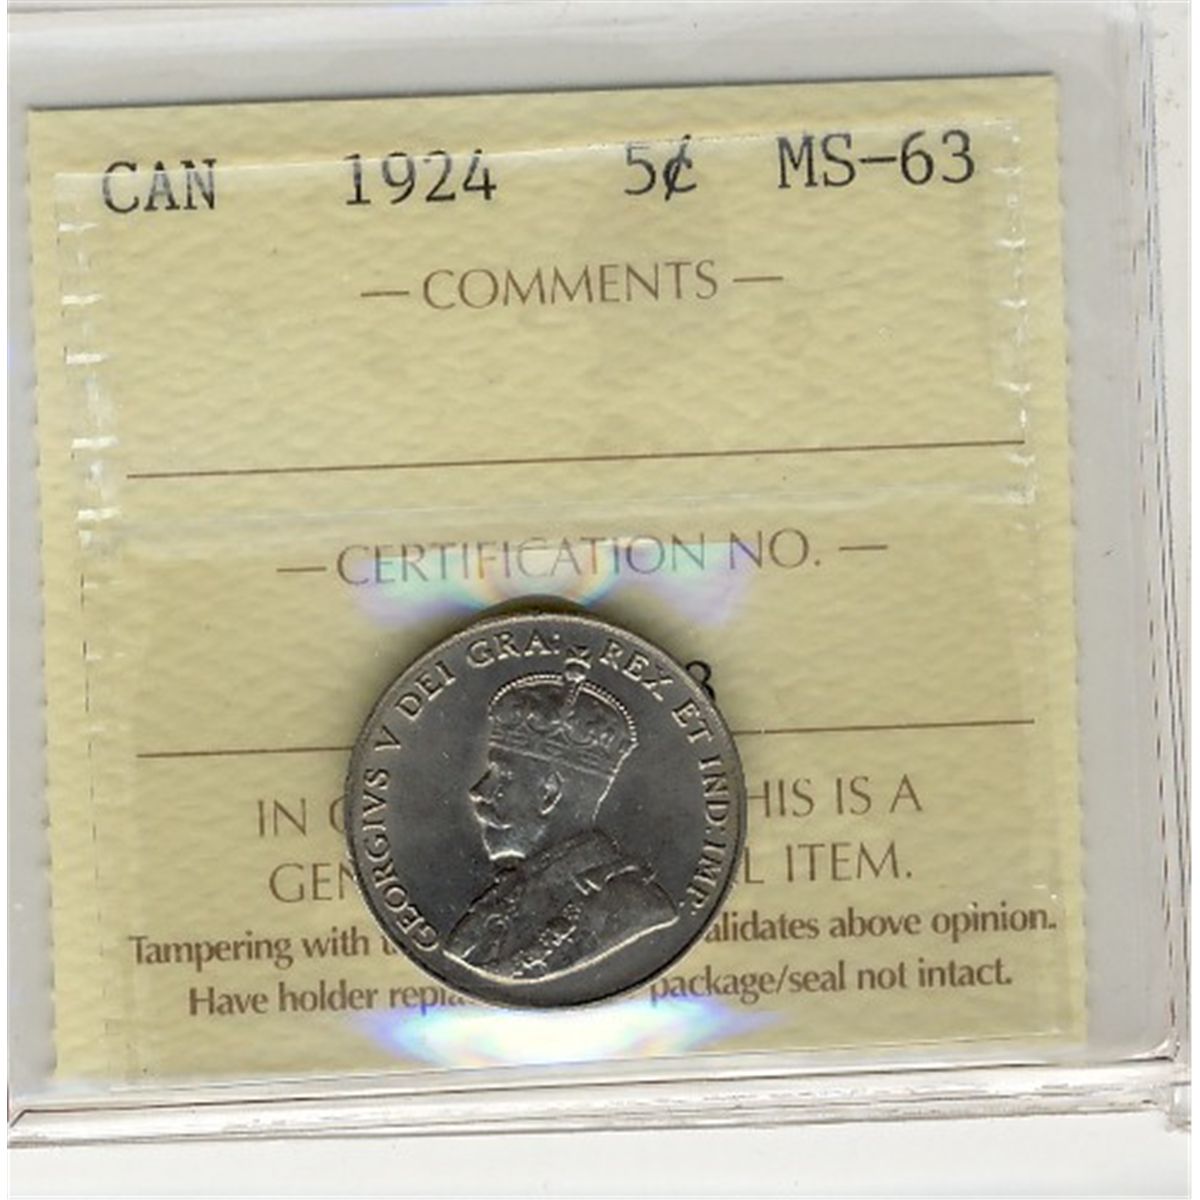 CAN 1924 5¢ MS-63
— COMMENTS —
— CERTIFICATION NO. —
GEORGIVS V DEI GRA: REX ET IND: IMP:
8
IN HIS IS A
GEN ITEM.
Tampering with alidates above opinion.
Have holder package/seal not intact.